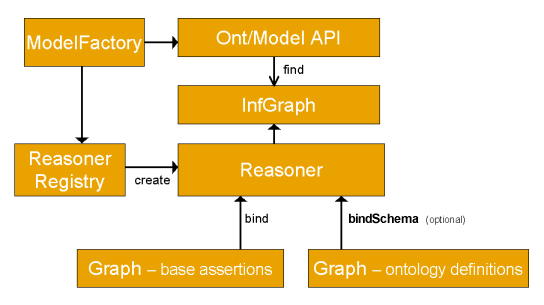 ModelFactory
Ont/Model API
find
InfGraph
Reasoner
Registry
create
Reasoner
bind
bindSchema (optional)
Graph – base assertions
Graph – ontology definitions